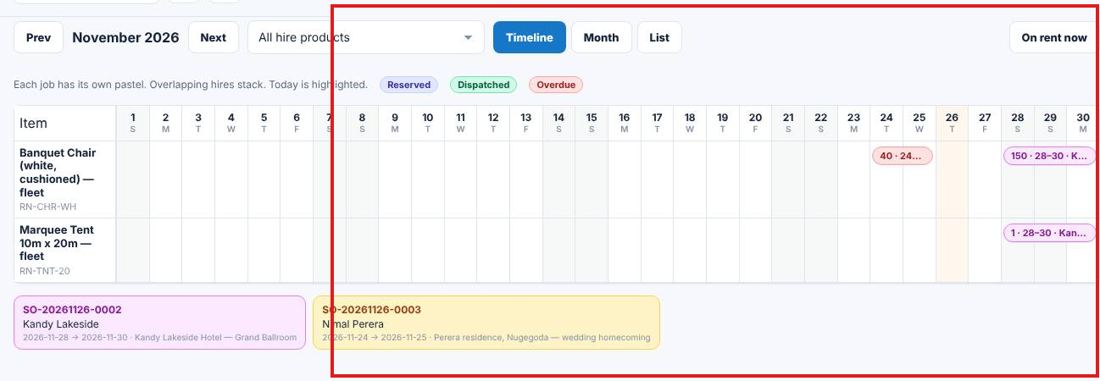 Prev November 2026 Next All hire products Timeline Month List On rent now
Each job has its own pastel. Overlapping hires stack. Today is highlighted. Reserved Dispatched Overdue
Item 1 2 3 4 5 6 7 8 9 10 11 12 13 14 15 16 17 18 19 20 21 22 23 24 25 26 27 28 29 30
S M T W T F S S M T W T F S S M T W T F S S M T W T F S S M
Banquet Chair
(white,
cushioned) —
fleet
RN-CHR-WH
40 · 24... 150 · 28–30 · K...
Marquee Tent
10m x 20m —
fleet
RN-TNT-20
1 · 28–30 · Kan...
SO-20261126-0002
Kandy Lakeside
2026-11-28 → 2026-11-30 · Kandy Lakeside Hotel — Grand Ballroom
SO-20261126-0003
Nimal Perera
2026-11-24 → 2026-11-25 · Perera residence, Nugegoda — wedding homecoming